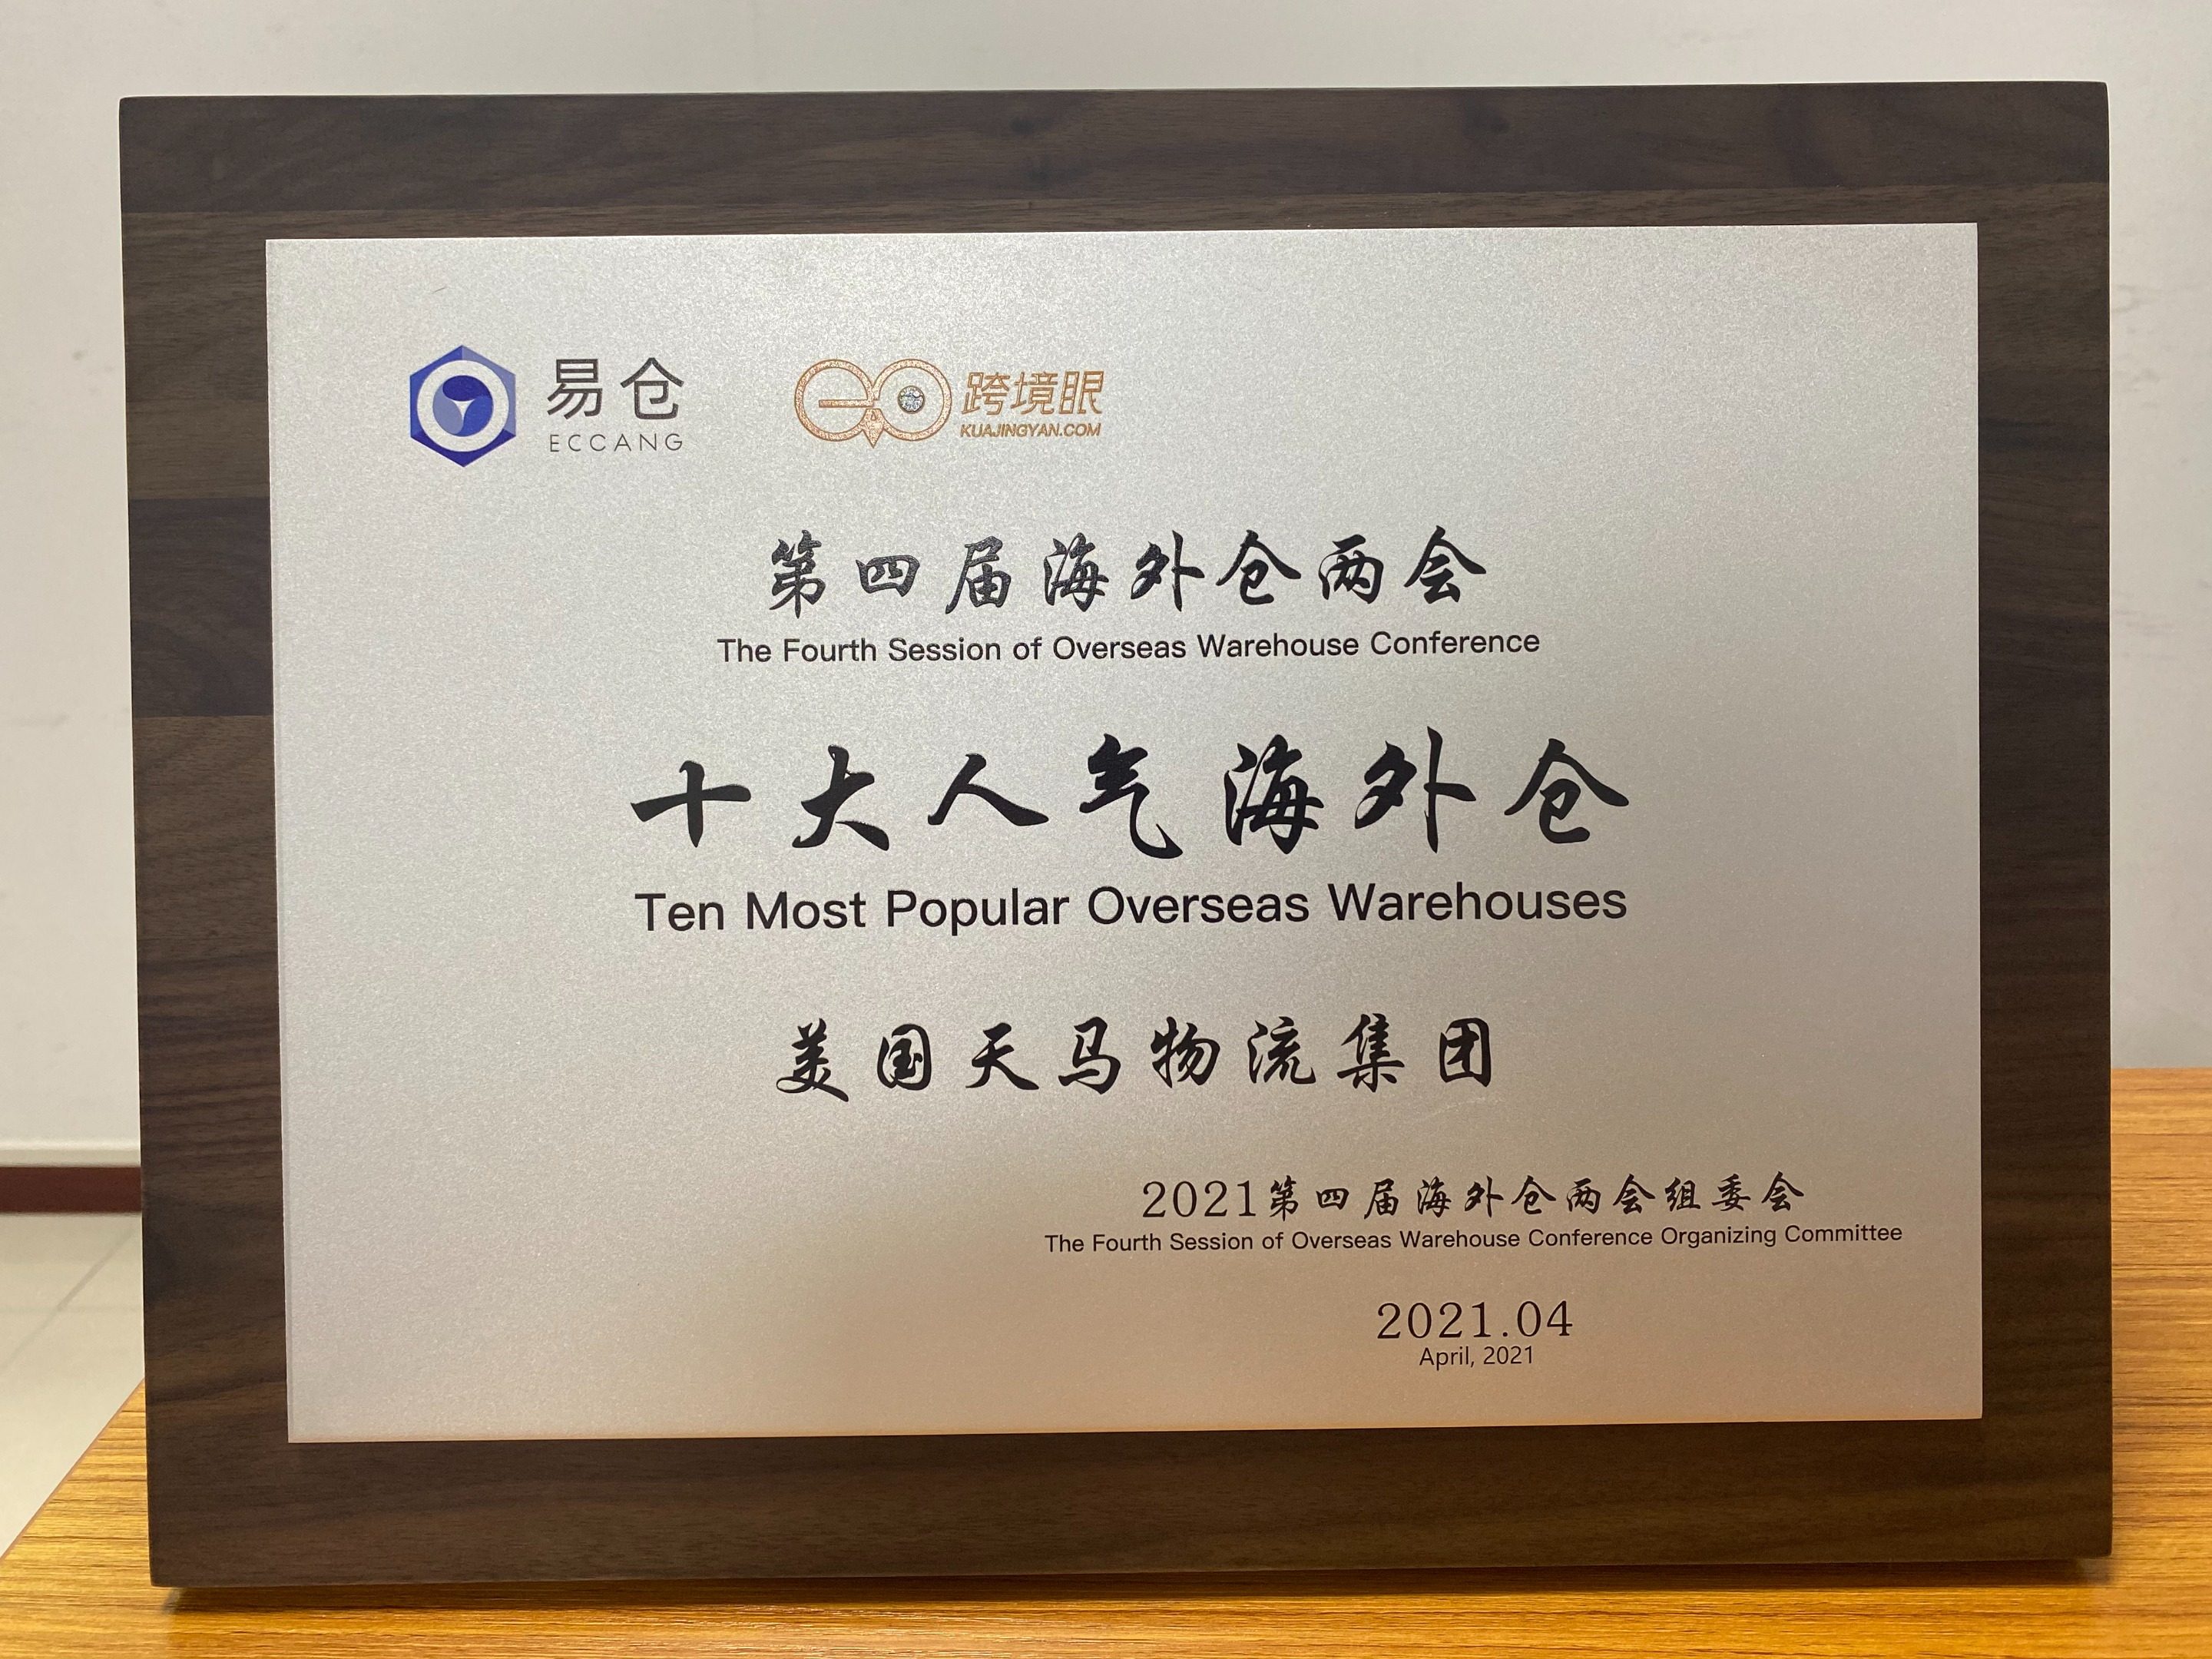 易仓
ECCANG
跨境眼
KUAJINGYAN.COM
第四届海外仓两会
The Fourth Session of Overseas Warehouse Conference
十大人气海外仓
Ten Most Popular Overseas Warehouses
美国天马物流集团
2021第四届海外仓两会组委会
The Fourth Session of Overseas Warehouse Conference Organizing Committee
2021.04
April, 2021